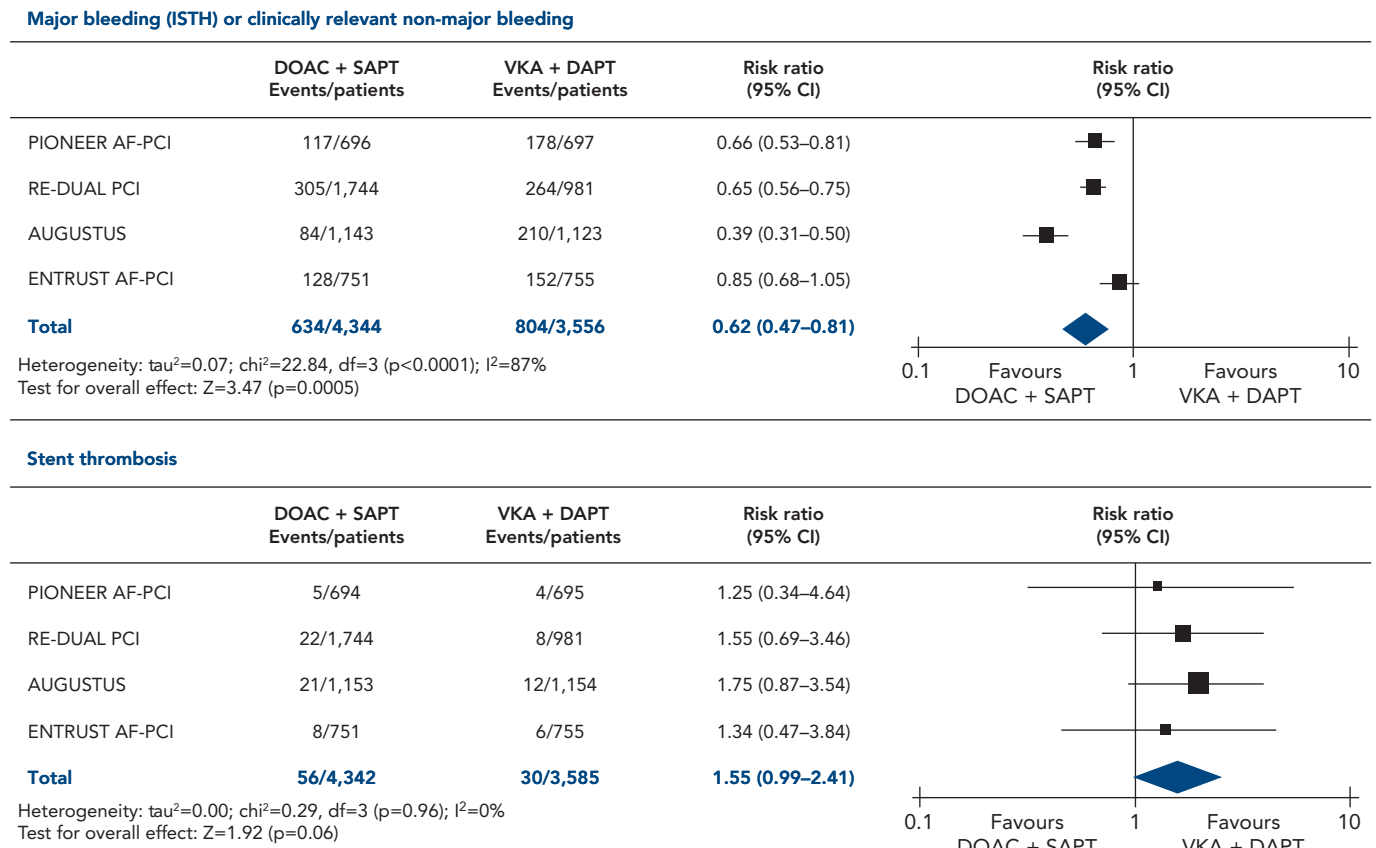 Major bleeding (ISTH) or clinically relevant non-major bleeding
DOAC + SAPT VKA + DAPT Risk ratio Risk ratio
Events/patients Events/patients (95% CI) (95% CI)
PIONEER AF-PCI 117/696 178/697 0.66 (0.53–0.81)
RE-DUAL PCI 305/1,744 264/981 0.65 (0.56–0.75)
AUGUSTUS 84/1,143 210/1,123 0.39 (0.31–0.50)
ENTRUST AF-PCI 128/751 152/755 0.85 (0.68–1.05)
Total 634/4,344 804/3,556 0.62 (0.47–0.81)
Heterogeneity: tau²=0.07; chi²=22.84, df=3 (p<0.0001); I²=87%
Test for overall effect: Z=3.47 (p=0.0005)
0.1 Favours 1 Favours 10
DOAC + SAPT VKA + DAPT
Stent thrombosis
DOAC + SAPT VKA + DAPT Risk ratio Risk ratio
Events/patients Events/patients (95% CI) (95% CI)
PIONEER AF-PCI 5/694 4/695 1.25 (0.34–4.64)
RE-DUAL PCI 22/1,744 8/981 1.55 (0.69–3.46)
AUGUSTUS 21/1,153 12/1,154 1.75 (0.87–3.54)
ENTRUST AF-PCI 8/751 6/755 1.34 (0.47–3.84)
Total 56/4,342 30/3,585 1.55 (0.99–2.41)
Heterogeneity: tau²=0.00; chi²=0.29, df=3 (p=0.96); I²=0%
Test for overall effect: Z=1.92 (p=0.06)
0.1 Favours 1 Favours 10
DOAC + SAPT VKA + DAPT